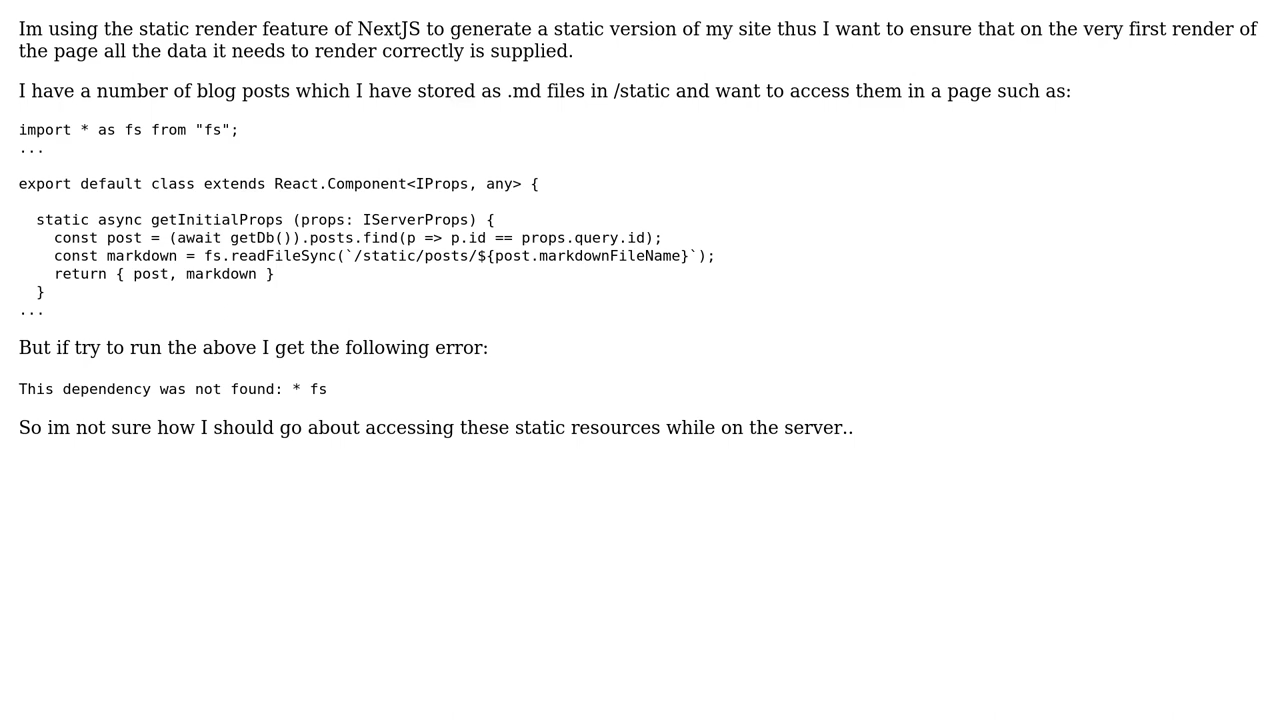 Im using the static render feature of NextJS to generate a static version of my site thus I want to ensure that on the very first render of
the page all the data it needs to render correctly is supplied.
I have a number of blog posts which I have stored as .md files in /static and want to access them in a page such as:
import * as fs from "fs";
...
export default class extends React.Component<IProps, any> {
  static async getInitialProps (props: IServerProps) {
    const post = (await getDb()).posts.find(p => p.id == props.query.id);
    const markdown = fs.readFileSync(`/static/posts/${post.markdownFileName}`);
    return { post, markdown }
  }
...
But if try to run the above I get the following error:
This dependency was not found: * fs
So im not sure how I should go about accessing these static resources while on the server..